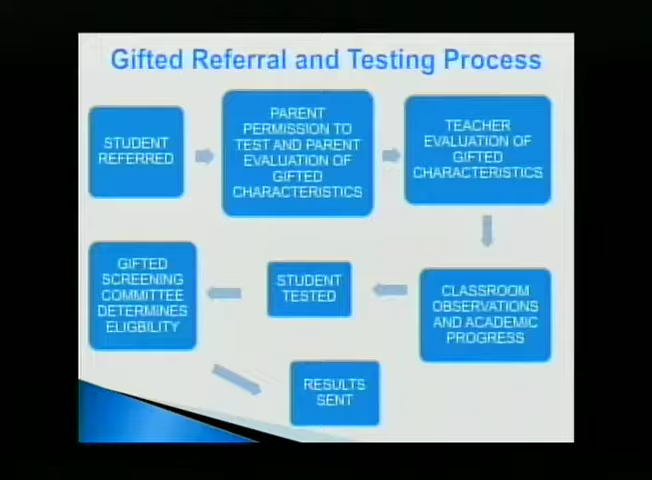 Gifted Referral and Testing Process
STUDENT
REFERRED
PARENT
PERMISSION TO
TEST AND PARENT
EVALUATION OF
GIFTED
CHARACTERISTICS
TEACHER
EVALUATION OF
GIFTED
CHARACTERISTICS
CLASSROOM
OBSERVATIONS
AND ACADEMIC
PROGRESS
STUDENT
TESTED
GIFTED
SCREENING
COMMITTEE
DETERMINES
ELIGBILITY
RESULTS
SENT